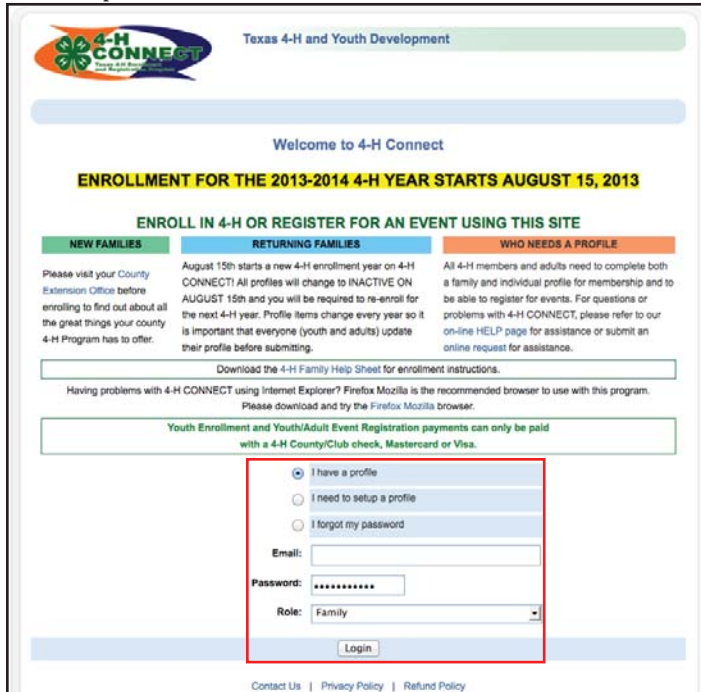 4-H
CONNECT
Texas 4-H Enrollment
and Registration Program
Texas 4-H and Youth Development
Welcome to 4-H Connect
ENROLLMENT FOR THE 2013-2014 4-H YEAR STARTS AUGUST 15, 2013
ENROLL IN 4-H OR REGISTER FOR AN EVENT USING THIS SITE
NEW FAMILIES
Please visit your County
Extension Office before
enrolling to find out about all
the great things your county
4-H Program has to offer.
RETURNING FAMILIES
August 15th starts a new 4-H enrollment year on 4-H
CONNECT! All profiles will change to INACTIVE ON
AUGUST 15th and you will be required to re-enroll for
the next 4-H year. Profile items change every year so it
is important that everyone (youth and adults) update
their profile before submitting.
WHO NEEDS A PROFILE
All 4-H members and adults need to complete both
a family and individual profile for membership and to
be able to register for events. For questions or
problems with 4-H CONNECT, please refer to our
on-line HELP page for assistance or submit an
online request for assistance.
Download the 4-H Family Help Sheet for enrollment instructions.
Having problems with 4-H CONNECT using Internet Explorer? Firefox Mozilla is the recommended browser to use with this program.
Please download and try the Firefox Mozilla browser.
Youth Enrollment and Youth/Adult Event Registration payments can only be paid
with a 4-H County/Club check, Mastercard or Visa.
I have a profile
I need to setup a profile
I forgot my password
Email:
Password: •••••••••••
Role: Family
Login
Contact Us | Privacy Policy | Refund Policy